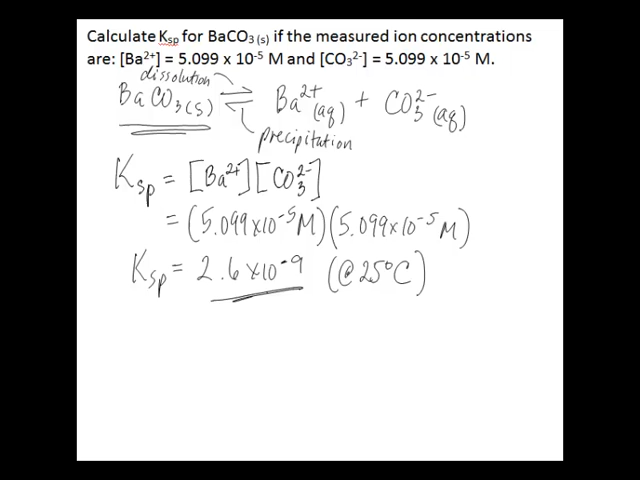 Calculate Ksp for BaCO₃ (s) if the measured ion concentrations
are: [Ba²⁺] = 5.099 x 10⁻⁵ M and [CO₃²⁻] = 5.099 x 10⁻⁵ M.
dissolution
BaCO₃(s) ⇌ Ba²⁺(aq) + CO₃²⁻(aq)
precipitation
Ksp = [Ba²⁺][CO₃²⁻]
= (5.099x10⁻⁵M)(5.099x10⁻⁵M)
Ksp = 2.6x10⁻⁹ (@25°C)